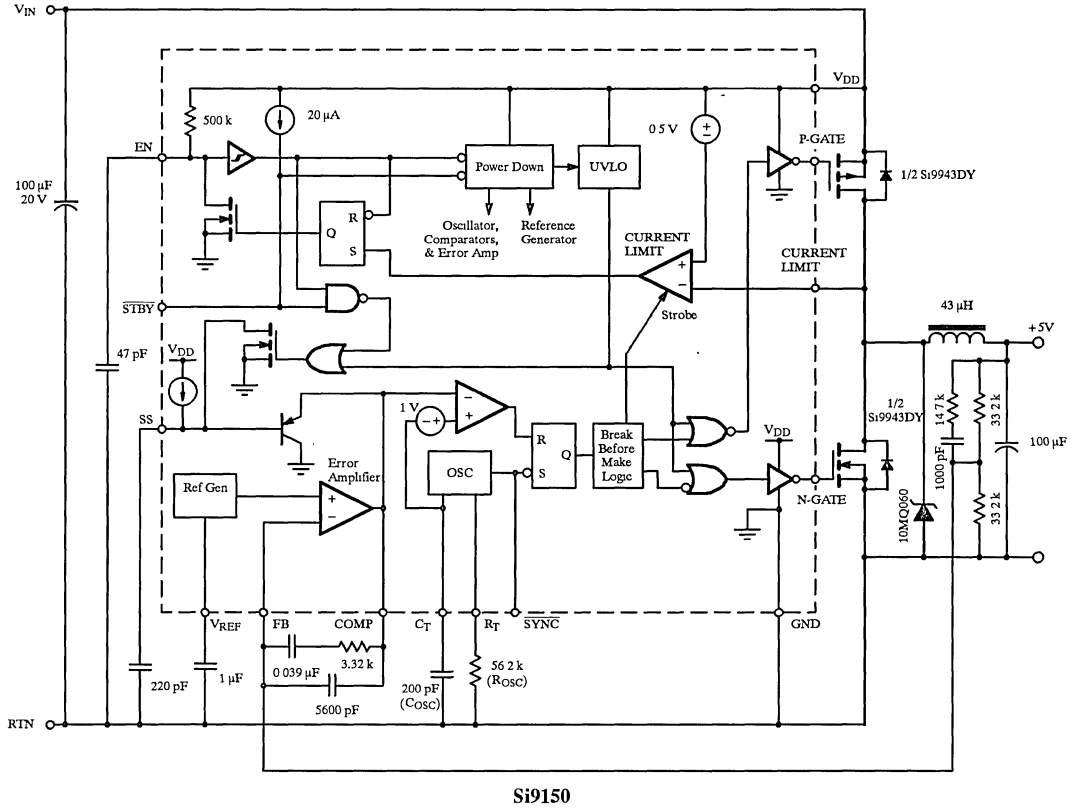 VIN
VDD
500 k
20 µA
0 5 V
P-GATE
EN
Power Down
UVLO
1/2 Si9943DY
100 µF
20 V
R
Q
S
Oscillator,
Comparators,
& Error Amp
Reference
Generator
CURRENT
LIMIT
+
−
CURRENT
LIMIT
STBY
Strobe
43 µH
+5V
VDD
47 pF
1 V
− +
−
+
1/2
Si9943DY
14 7 k
33 2 k
SS
R
Q
S
Break
Before
Make
Logic
VDD
1000 pF
100 µF
Error
Amplifier
OSC
Ref Gen
+
−
N-GATE
10MQ060
33 2 k
VREF
FB
COMP
CT
RT
SYNC
GND
0 039 µF
3.32 k
56 2 k
(ROSC)
220 pF
1 µF
5600 pF
200 pF
(COSC)
RTN
Si9150